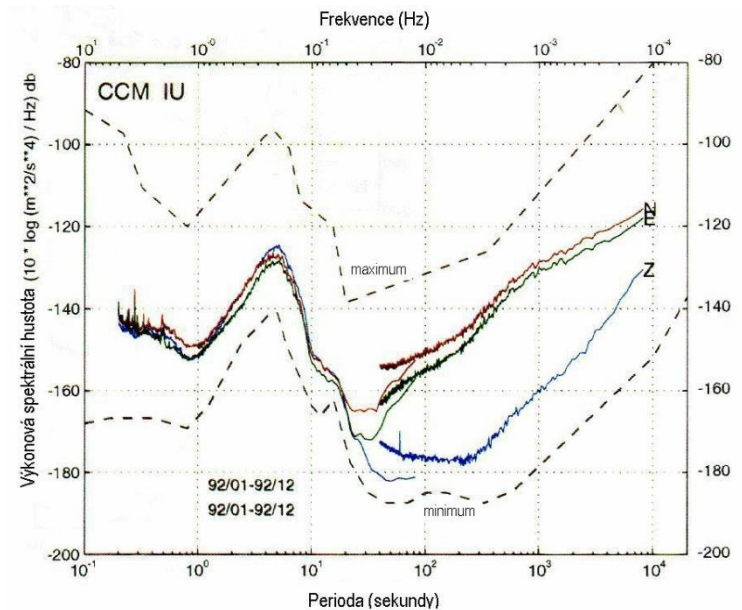 Frekvence (Hz)
10¹ 10⁻⁰ 10⁻¹ 10⁻² 10⁻³ 10⁻⁴
Výkonová spektrální hustota (10 * log (m**2/s**4) / Hz) db
-80 -80
CCM IU
-100 -100
N
-120 E -120
maximum
Z
-140 -140
-160 -160
-180 -180
92/01-92/12
minimum
92/01-92/12
-200 -200
10⁻¹ 10⁰ 10¹ 10² 10³ 10⁴
Perioda (sekundy)